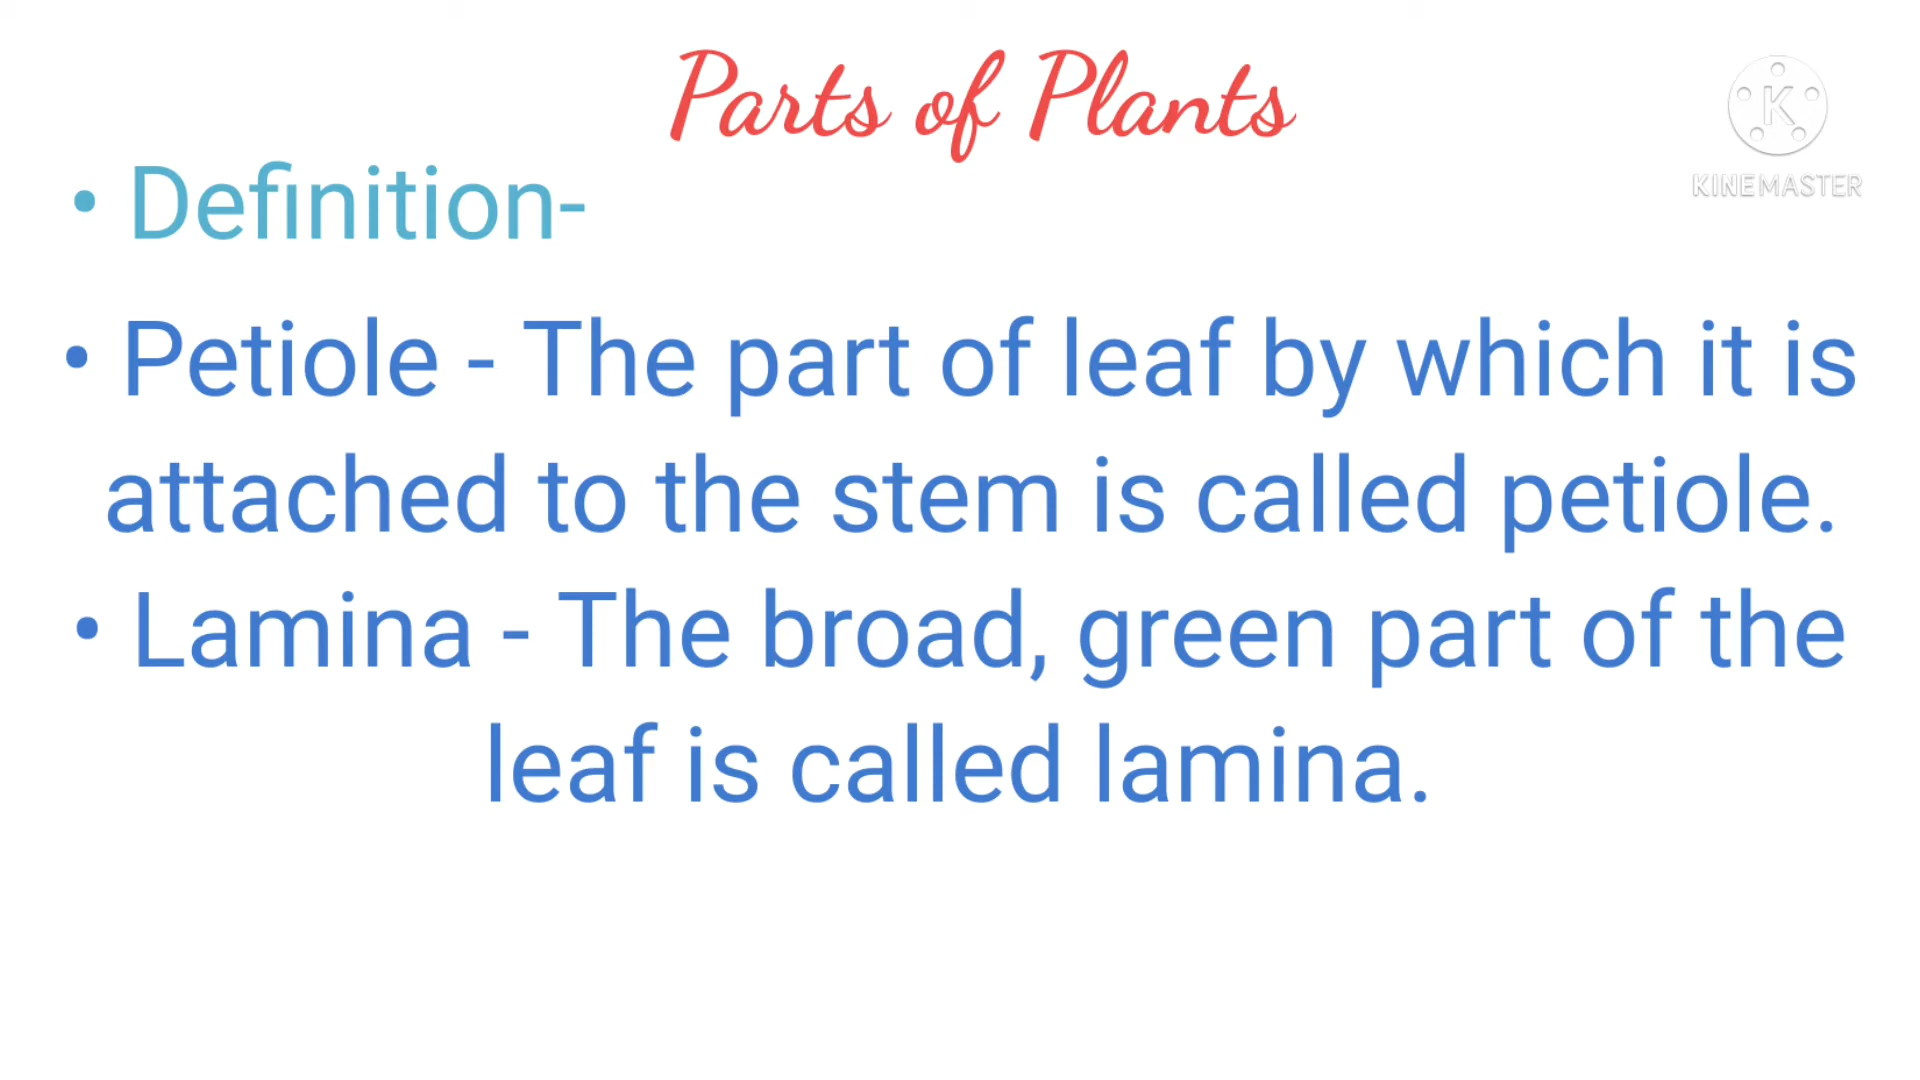 Parts of Plants
K
KINEMASTER
• Definition-
• Petiole - The part of leaf by which it is
attached to the stem is called petiole.
• Lamina - The broad, green part of the
leaf is called lamina.